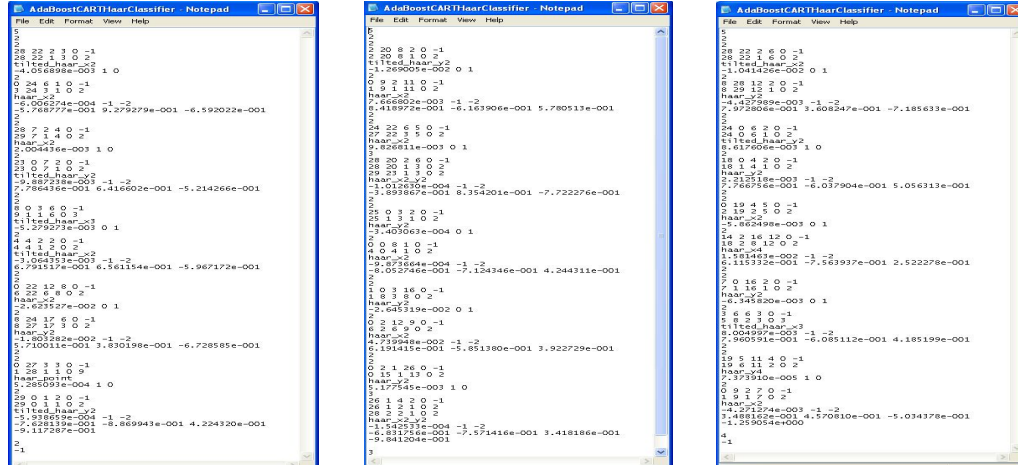 AdaBoostCARTHaarClassifier - Notepad
File Edit Format View Help
5
2
2
28 22 2 3 0 -1
28 22 1 3 0 2
tilted_haar_x2
-4.056898e-003 1 0
2
0 24 6 1 0 -1
3 24 3 1 0 2
haar_x2
-6.006274e-004 -1 -2
-5.768777e-001 9.279279e-001 -6.592022e-001
2
2
28 7 2 4 0 -1
29 7 1 4 0 2
haar_x2
2.004436e-003 1 0
2
23 0 7 2 0 -1
23 0 7 1 0 2
tilted_haar_y2
-9.887238e-003 -1 -2
7.786436e-001 6.416602e-001 -5.214266e-001
2
2
8 0 3 6 0 -1
9 1 1 6 0 3
tilted_haar_x3
-5.279273e-003 0 1
2
4 4 2 2 0 -1
4 4 1 2 0 2
tilted_haar_x2
-3.064353e-003 -1 -2
6.791517e-001 6.561154e-001 -5.967172e-001
2
2
0 22 12 8 0 -1
6 22 6 8 0 2
haar_x2
-2.623527e-002 0 1
2
8 24 17 6 0 -1
8 27 17 3 0 2
haar_y2
-1.803282e-002 -1 -2
5.710011e-001 3.830198e-001 -6.728585e-001
2
2
0 27 3 3 0 -1
1 28 1 1 0 9
haar_point
5.285093e-004 1 0
2
29 0 1 2 0 -1
29 0 1 1 0 2
tilted_haar_y2
-5.938659e-004 -1 -2
-7.628139e-001 -8.869943e-001 4.224320e-001
-9.117287e-001
2
-1
AdaBoostCARTHaarClassifier - Notepad
File Edit Format View Help
5
2
2
2 20 8 2 0 -1
2 20 8 1 0 2
tilted_haar_y2
-1.269005e-002 0 1
2
0 9 2 11 0 -1
1 9 1 11 0 2
haar_x2
7.666802e-003 -1 -2
8.418972e-001 -6.163906e-001 5.780513e-001
2
2
24 22 6 5 0 -1
27 22 3 5 0 2
haar_x2
9.826811e-003 0 1
3
28 20 2 6 0 -1
28 20 1 3 0 2
29 23 1 3 0 2
haar_x2_y2
-1.012630e-004 -1 -2
-3.893867e-001 8.354201e-001 -7.722276e-001
2
2
25 0 3 2 0 -1
25 1 3 1 0 2
haar_y2
-3.403063e-004 0 1
2
0 0 8 1 0 -1
4 0 4 1 0 2
haar_x2
-9.873664e-004 -1 -2
-8.052746e-001 -7.124346e-001 4.244311e-001
2
2
1 0 3 16 0 -1
1 8 3 8 0 2
haar_y2
-2.645319e-002 0 1
2
0 2 12 9 0 -1
6 2 6 9 0 2
haar_x2
4.739948e-002 -1 -2
6.191415e-001 -5.851380e-001 3.922729e-001
2
2
0 2 1 26 0 -1
0 15 1 13 0 2
haar_y2
5.177545e-003 1 0
3
26 1 4 2 0 -1
26 1 2 1 0 2
28 2 2 1 0 2
haar_x2_y2
-1.542533e-004 -1 -2
-6.831756e-001 -7.571416e-001 3.418186e-001
-9.841204e-001
3
AdaBoostCARTHaarClassifier - Notepad
File Edit Format View Help
5
2
2
28 22 2 6 0 -1
28 22 1 6 0 2
tilted_haar_x2
-1.041426e-002 0 1
2
8 28 12 2 0 -1
8 29 12 1 0 2
haar_y2
-4.427989e-003 -1 -2
7.972806e-001 3.608247e-001 -7.185633e-001
2
2
24 0 6 2 0 -1
24 0 6 1 0 2
tilted_haar_y2
8.617606e-003 1 0
2
18 0 4 2 0 -1
18 1 4 1 0 2
haar_y2
2.212518e-003 -1 -2
7.766756e-001 -6.037904e-001 5.056313e-001
2
2
0 19 4 5 0 -1
2 19 2 5 0 2
haar_x2
-5.862498e-003 0 1
2
14 2 16 12 0 -1
18 2 8 12 0 2
haar_x4
1.581463e-002 -1 -2
6.115332e-001 -7.563937e-001 2.522278e-001
2
2
7 0 16 2 0 -1
7 1 16 1 0 2
haar_y2
-6.345820e-003 0 1
2
3 6 6 3 0 -1
5 8 2 3 0 3
tilted_haar_x3
8.004997e-003 -1 -2
7.960591e-001 -6.085112e-001 4.185199e-001
2
2
19 5 11 4 0 -1
19 6 11 2 0 2
haar_y4
7.373910e-005 1 0
2
0 9 2 7 0 -1
1 9 1 7 0 2
haar_x2
-4.271274e-003 -1 -2
3.488162e-001 4.570810e-001 -5.034378e-001
-1.259054e+000
4
-1